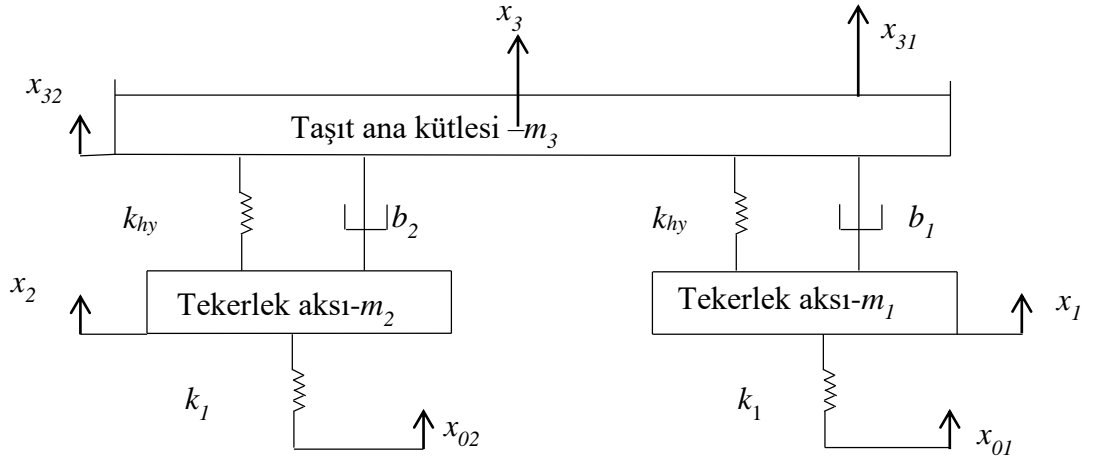 x3
x31
x32
Taşıt ana kütlesi –m3
khy
b2
khy
b1
x2
Tekerlek aksı-m2
Tekerlek aksı-m1
x1
k1
x02
k1
x01